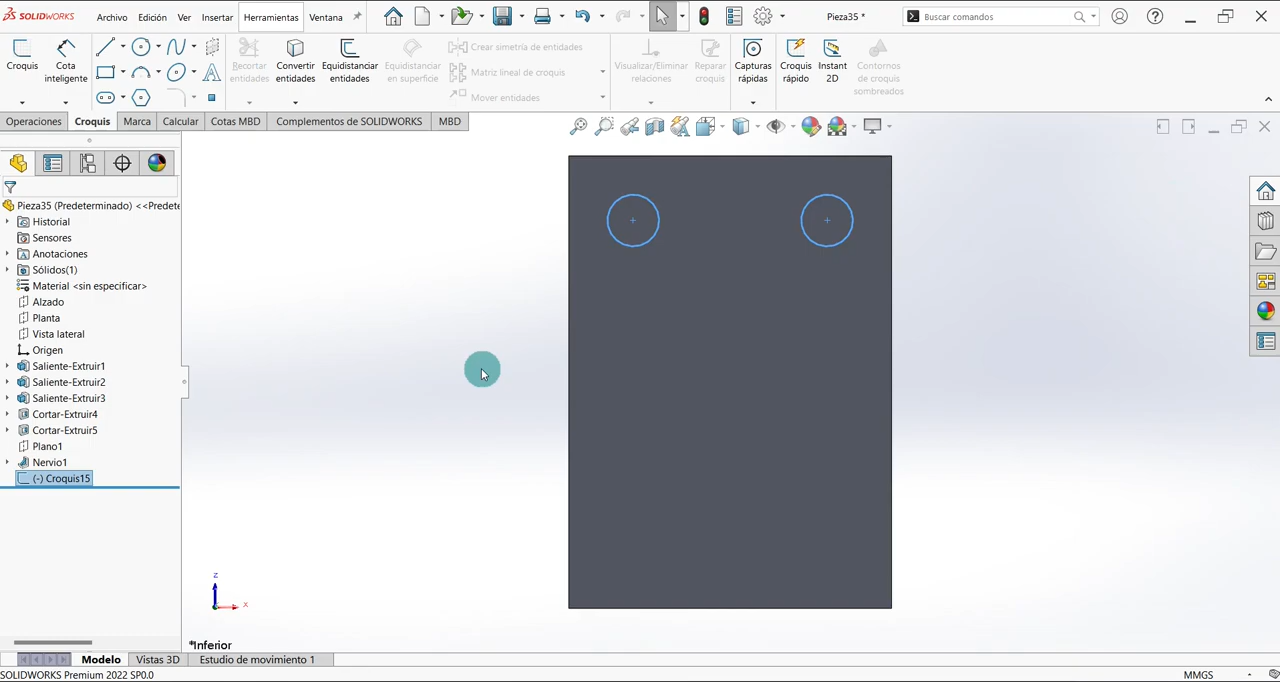 SOLIDWORKS
Archivo
Edición
Ver
Insertar
Herramientas
Ventana
Pieza35 *
Buscar comandos
Croquis
Cota inteligente
Recortar entidades
Convertir entidades
Equidistanciar entidades
Equidistanciar en superficie
Crear simetría de entidades
Matriz lineal de croquis
Mover entidades
Visualizar/Eliminar relaciones
Reparar croquis
Capturas rápidas
Croquis rápido
Instant 2D
Contornos de croquis sombreados
Operaciones
Croquis
Marca
Calcular
Cotas MBD
Complementos de SOLIDWORKS
MBD
Pieza35 (Predeterminado) <<Predete
Historial
Sensores
Anotaciones
Sólidos(1)
Material <sin especificar>
Alzado
Planta
Vista lateral
Origen
Saliente-Extruir1
Saliente-Extruir2
Saliente-Extruir3
Cortar-Extruir4
Cortar-Extruir5
Plano1
Nervio1
(-) Croquis15
z
x
*Inferior
Modelo
Vistas 3D
Estudio de movimiento 1
SOLIDWORKS Premium 2022 SP0.0
MMGS